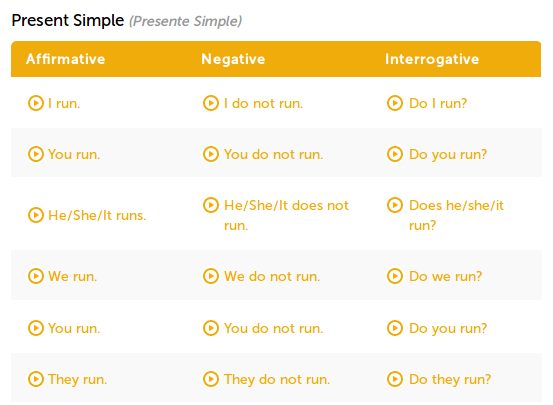 Present Simple (Presente Simple)
Affirmative Negative Interrogative
I run. I do not run. Do I run?
You run. You do not run. Do you run?
He/She/It runs. He/She/It does not run. Does he/she/it run?
We run. We do not run. Do we run?
You run. You do not run. Do you run?
They run. They do not run. Do they run?